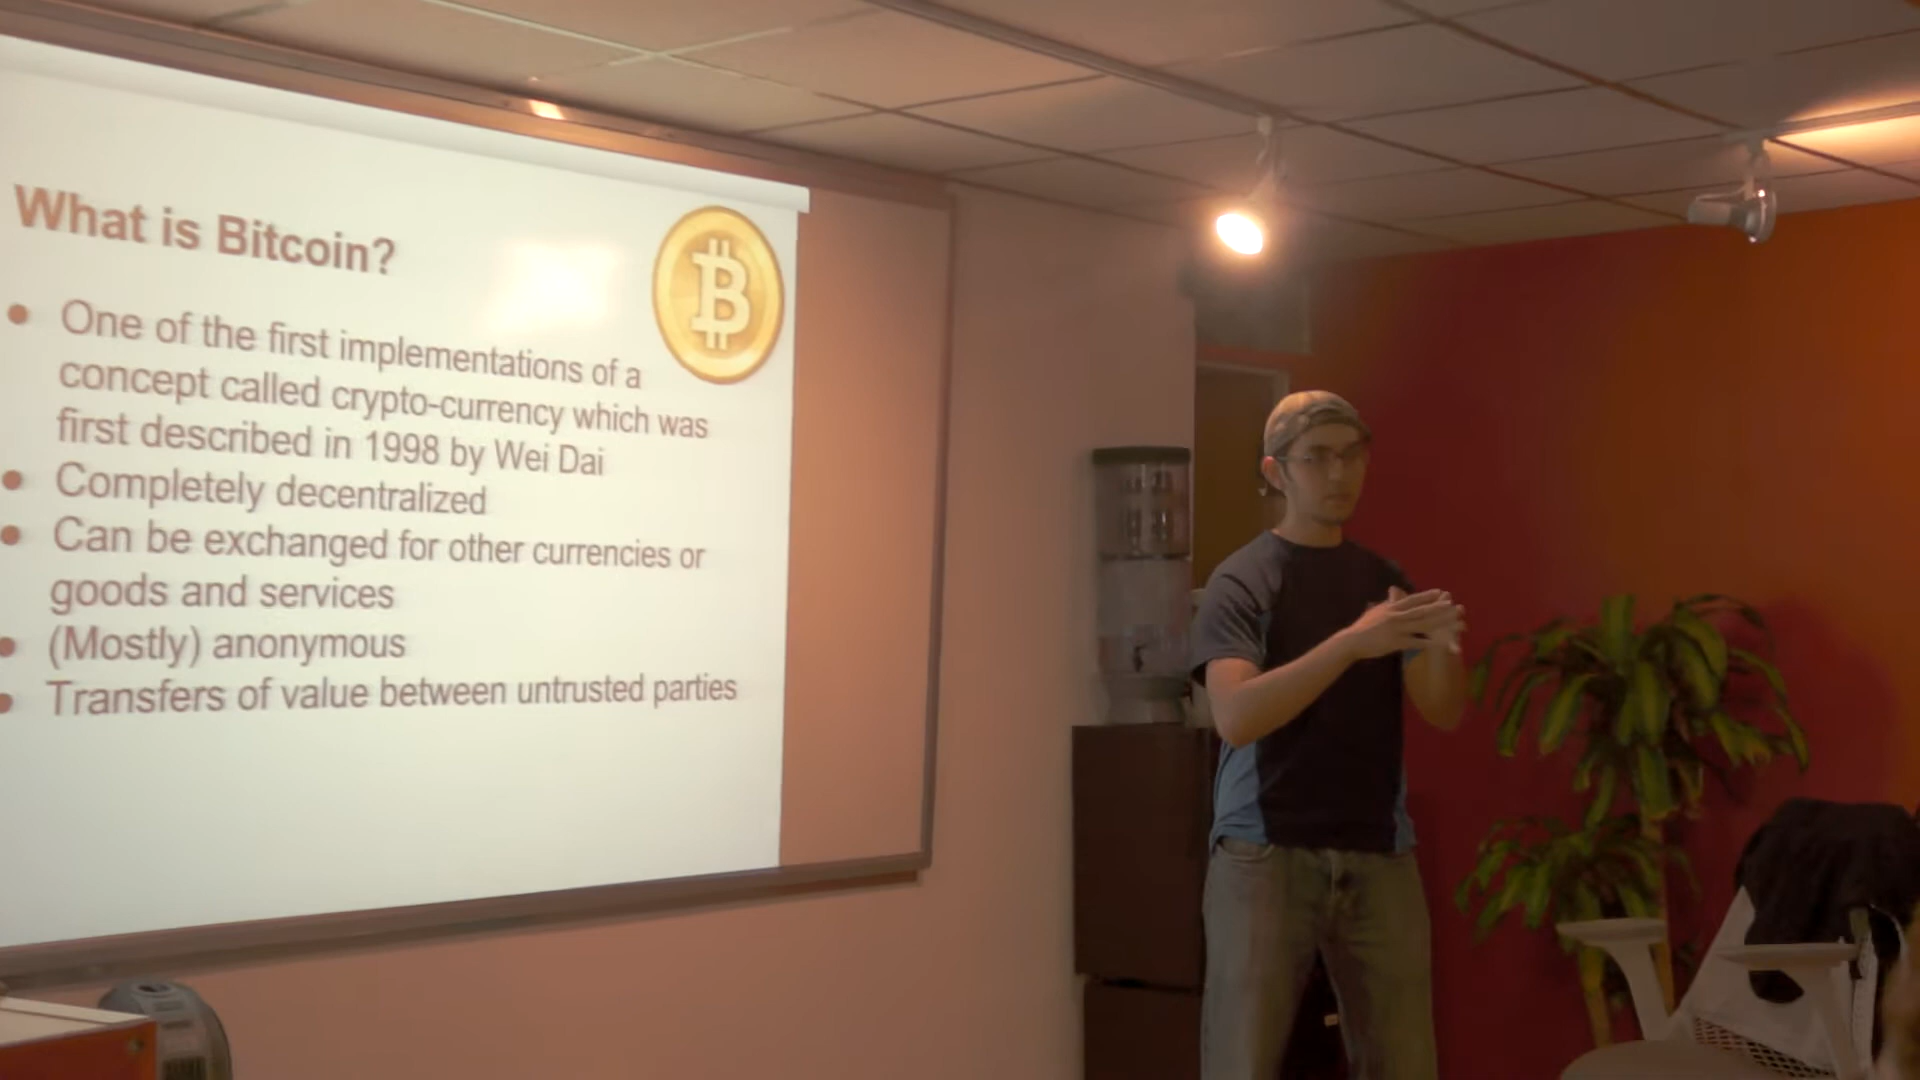 What is Bitcoin?
• One of the first implementations of a
concept called crypto-currency which was
first described in 1998 by Wei Dai
• Completely decentralized
• Can be exchanged for other currencies or
goods and services
• (Mostly) anonymous
• Transfers of value between untrusted parties